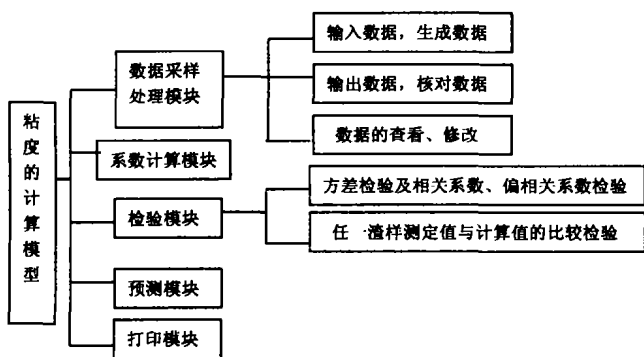 粘度的计算模型
数据采样
处理模块
系数计算模块
检验模块
预测模块
打印模块
输入数据，生成数据
输出数据，核对数据
数据的查看、修改
方差检验及相关系数、偏相关系数检验
任一渣样测定值与计算值的比较检验